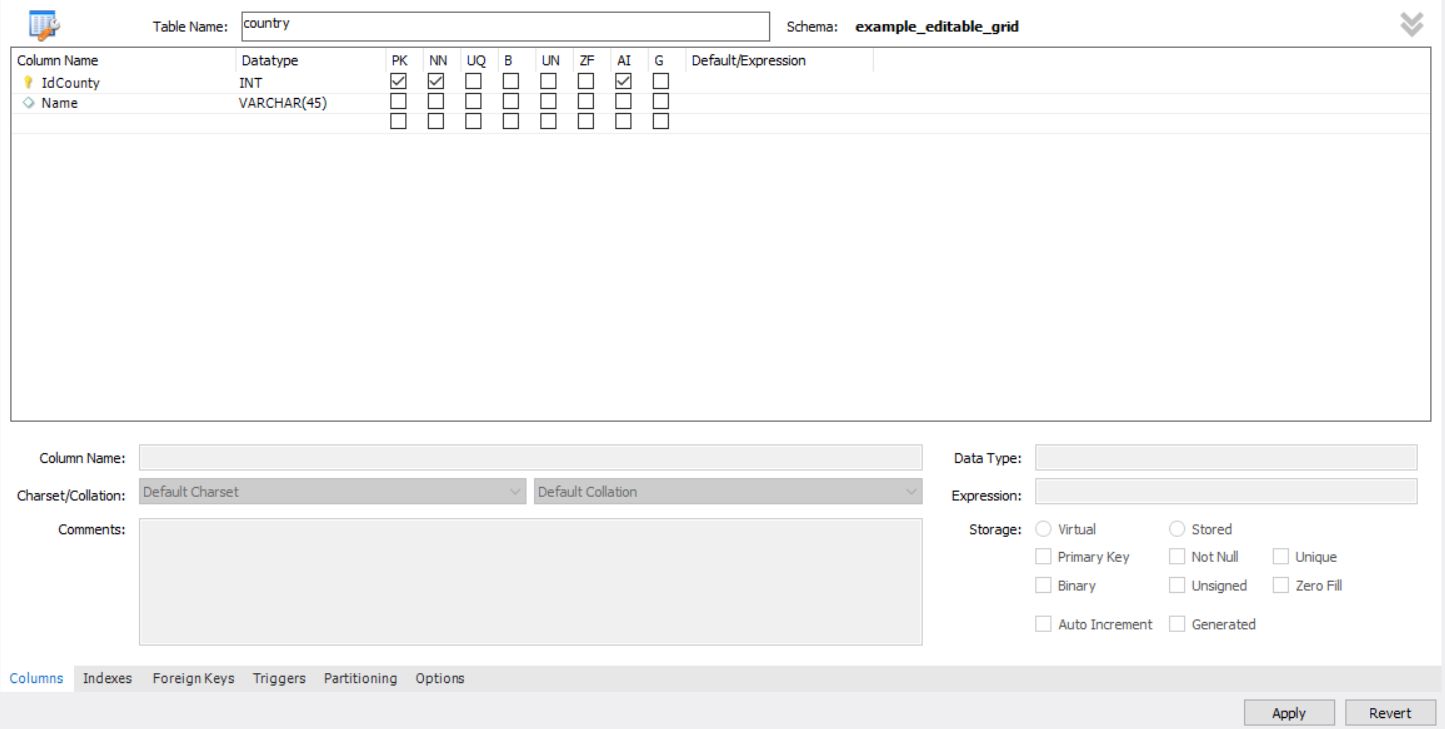 Table Name: country Schema: example_editable_grid
Column Name Datatype PK NN UQ B UN ZF AI G Default/Expression
IdCounty INT
Name VARCHAR(45)
Column Name: Data Type:
Charset/Collation: Default Charset Default Collation Expression:
Comments: Storage: Virtual Stored
Primary Key Not Null Unique
Binary Unsigned Zero Fill
Auto Increment Generated
Columns Indexes Foreign Keys Triggers Partitioning Options
Apply Revert